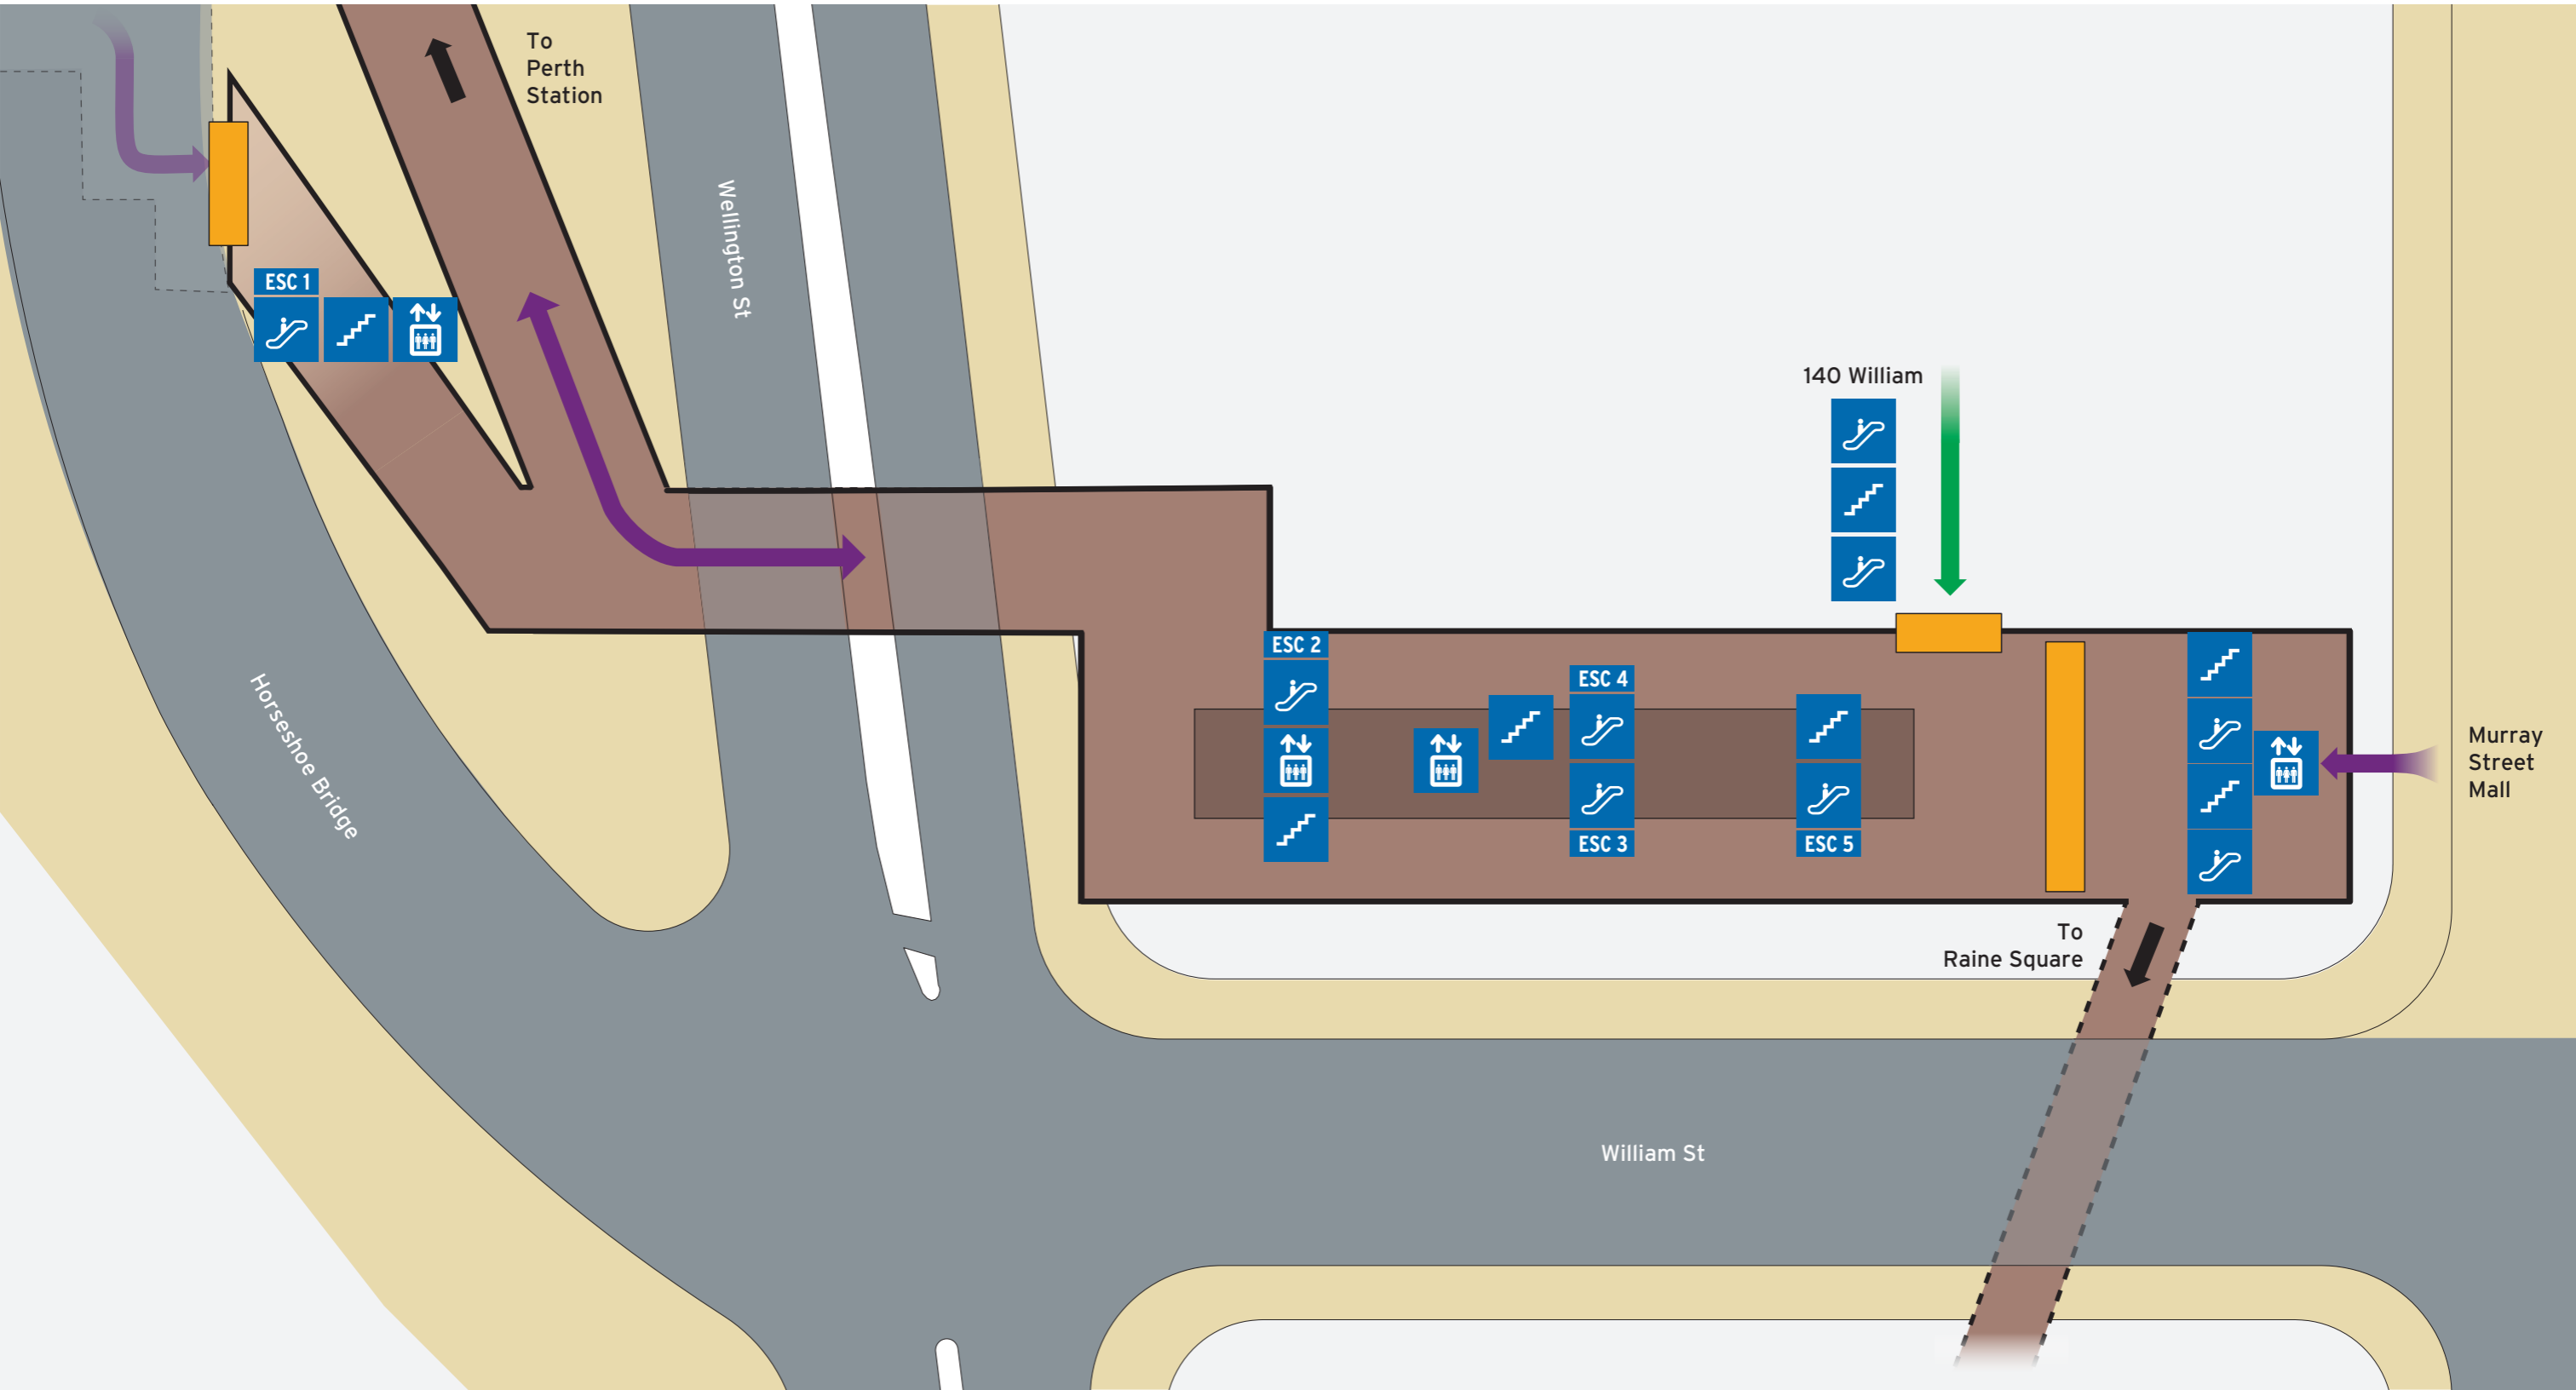 To
Perth
Station
Wellington St
ESC 1
140 William
ESC 2
ESC 4
ESC 3
ESC 5
Murray
Street
Mall
Horseshoe Bridge
To
Raine Square
William St